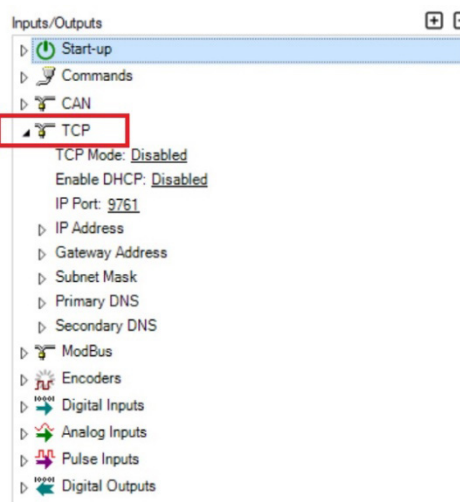 Inputs/Outputs
Start-up
Commands
CAN
TCP
TCP Mode: Disabled
Enable DHCP: Disabled
IP Port: 9761
IP Address
Gateway Address
Subnet Mask
Primary DNS
Secondary DNS
ModBus
Encoders
Digital Inputs
Analog Inputs
Pulse Inputs
Digital Outputs